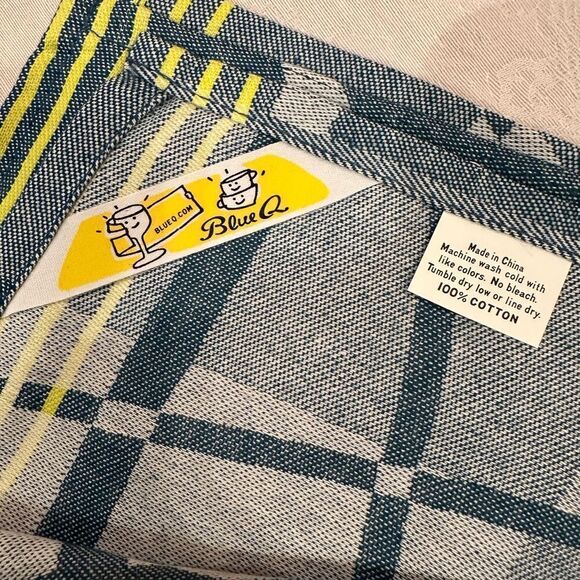 BLUEQ.COM
Blue Q
Made in China
Machine wash cold with
like colors. No bleach.
Tumble dry low or line dry.
100% COTTON